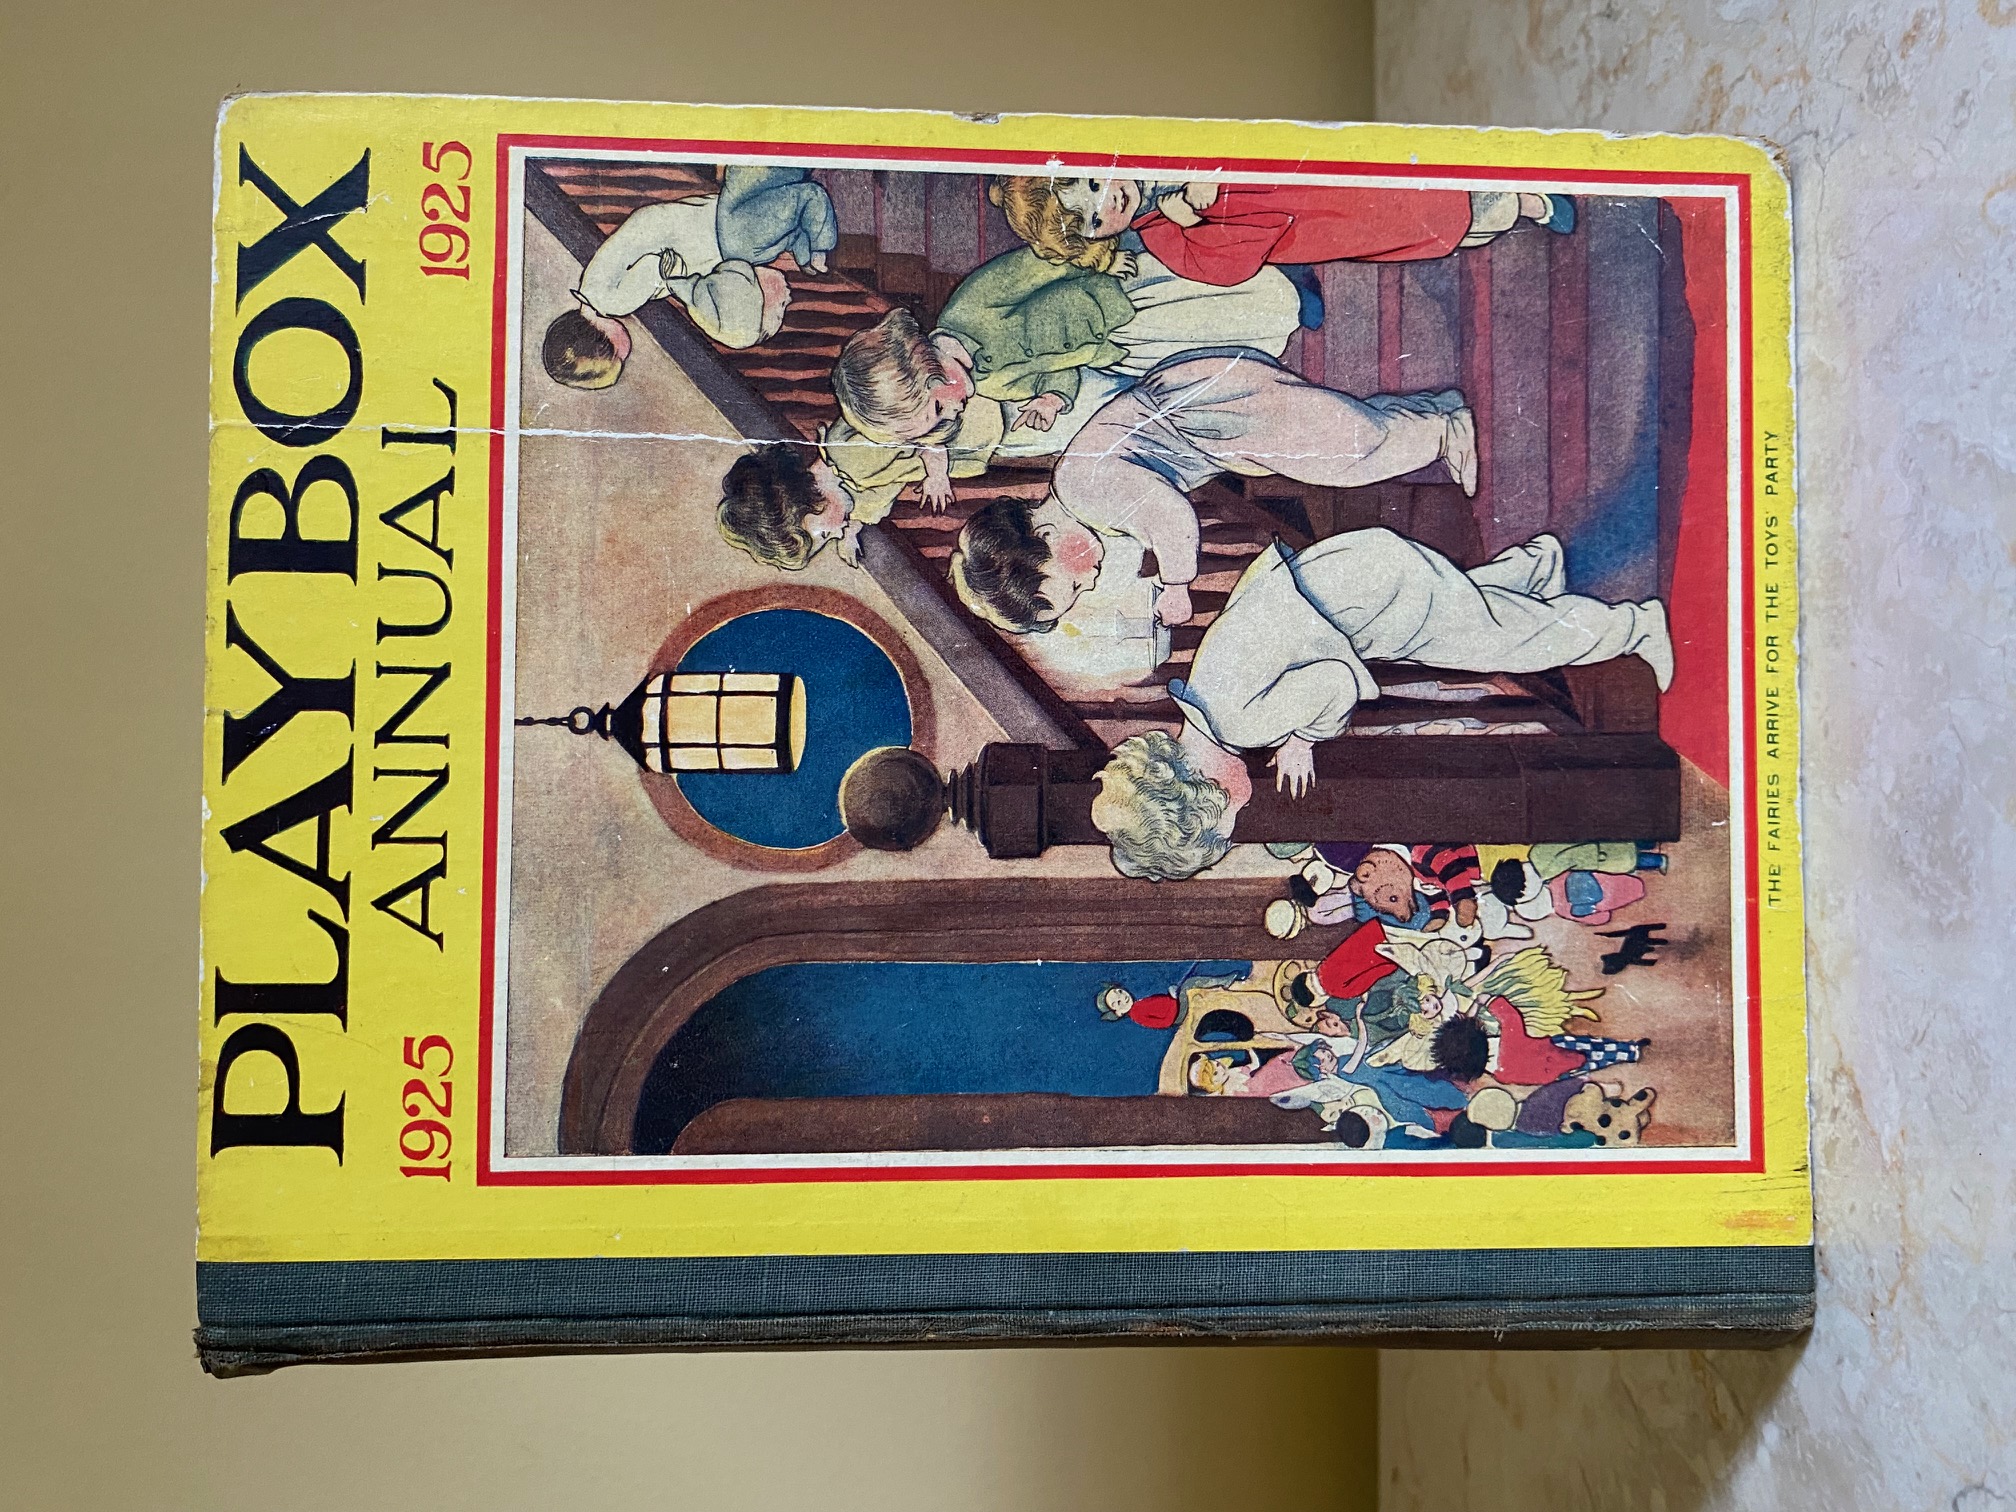 PLAYBOX
1925 ANNUAL 1925
THE FAIRIES ARRIVE FOR THE TOYS' PARTY